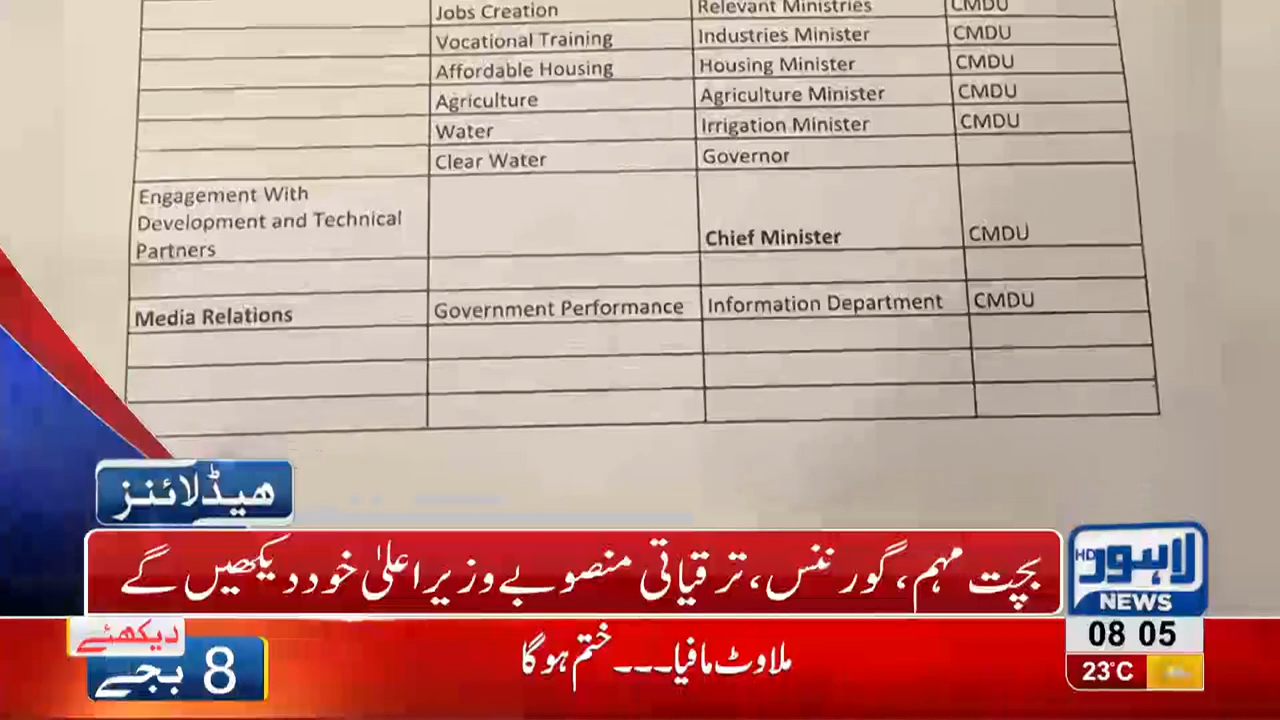 Jobs Creation Relevant Ministries CMDU
Vocational Training Industries Minister CMDU
Affordable Housing Housing Minister CMDU
Agriculture Agriculture Minister CMDU
Water Irrigation Minister CMDU
Clear Water Governor
Engagement With
Development and Technical
Partners Chief Minister CMDU
Media Relations Government Performance Information Department CMDU
ھیڈلائنز
بچت مہم، گورننس، ترقیاتی منصوبے وزیراعلیٰ خود دیکھیں گے
لاہور HD
NEWS
دیکھئے
8 بجے
ملاوٹ مافیا۔۔۔ ختم ہوگا
08 05
23°C